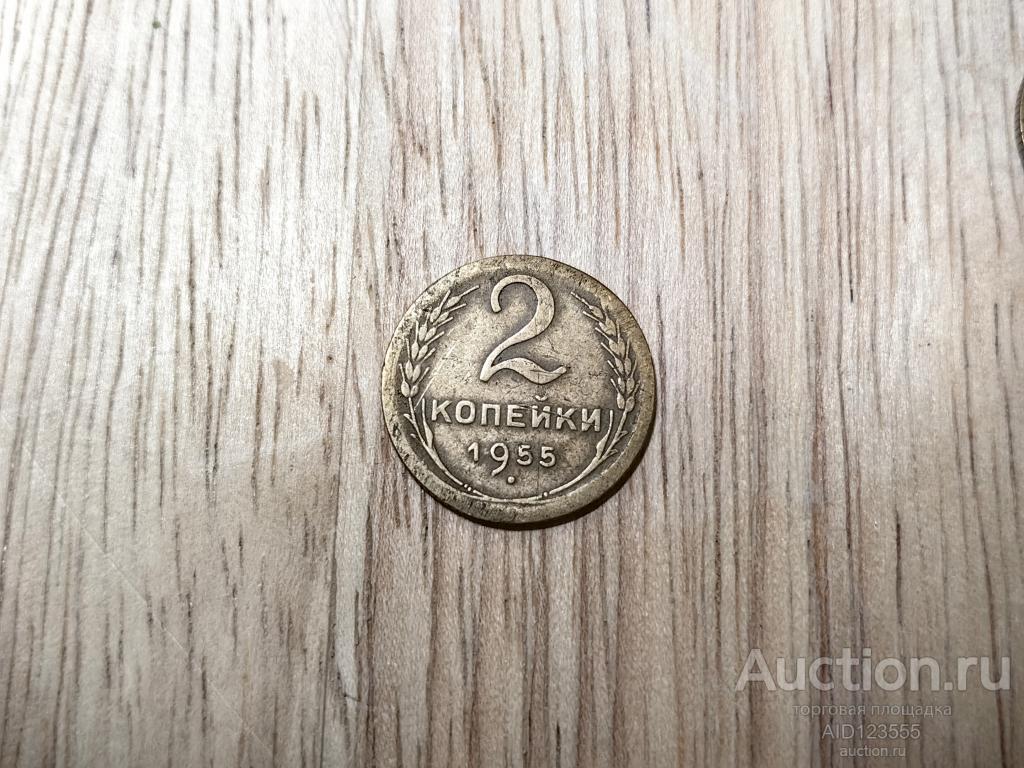 2
КОПЕЙКИ
1955
Auction.ru
торговая площадка
AID123555
auction.ru